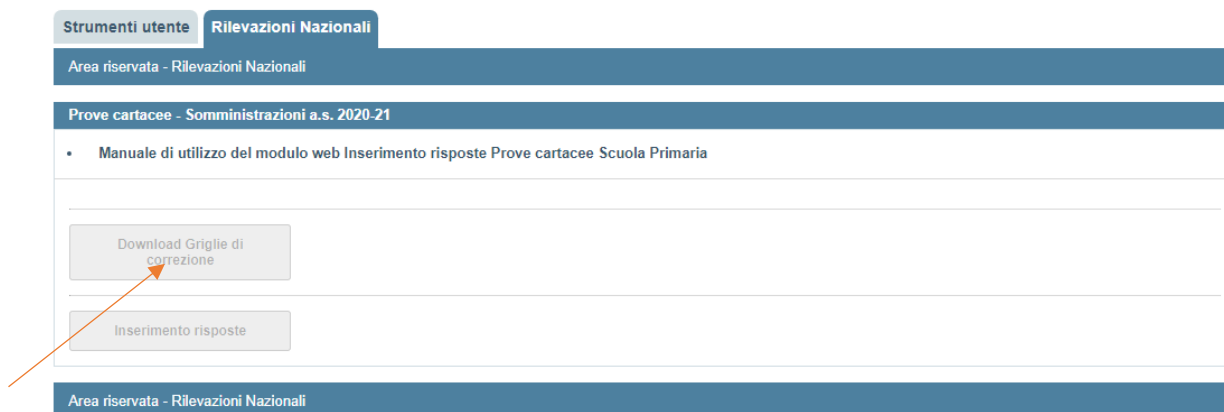 Strumenti utente Rilevazioni Nazionali
Area riservata - Rilevazioni Nazionali
Prove cartacee - Somministrazioni a.s. 2020-21
• Manuale di utilizzo del modulo web Inserimento risposte Prove cartacee Scuola Primaria
Download Griglie di
correzione
Inserimento risposte
Area riservata - Rilevazioni Nazionali